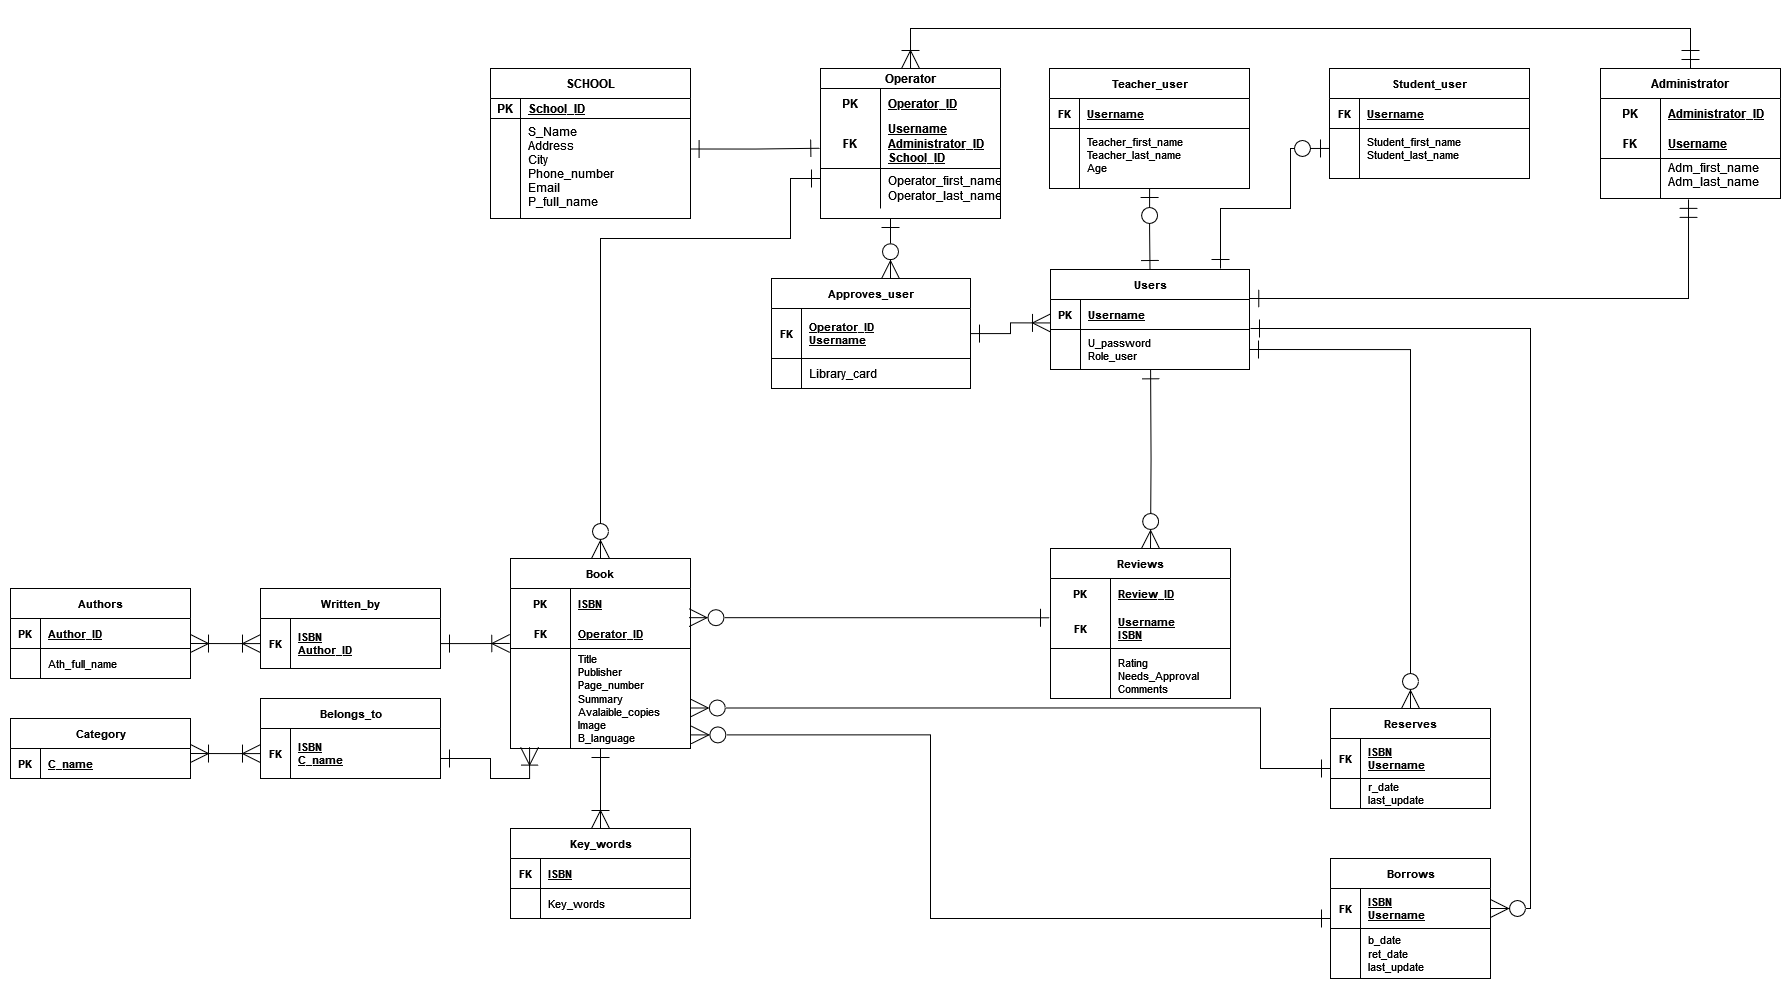 SCHOOL
PK School_ID
S_Name
Address
City
Phone_number
Email
P_full_name
Operator
PK Operator_ID
Username
FK Administrator_ID
School_ID
Operator_first_name
Operator_last_name
Teacher_user
FK Username
Teacher_first_name
Teacher_last_name
Age
Student_user
FK Username
Student_first_name
Student_last_name
Administrator
PK Administrator_ID
FK Username
Adm_first_name
Adm_last_name
Approves_user
FK Operator_ID
Username
Library_card
Users
PK Username
U_password
Role_user
Authors
PK Author_ID
Ath_full_name
Written_by
FK ISBN
Author_ID
Category
PK C_name
Belongs_to
FK ISBN
C_name
Book
PK ISBN
FK Operator_ID
Title
Publisher
Page_number
Summary
Avalaible_copies
Image
B_language
Key_words
FK ISBN
Key_words
Reviews
PK Review_ID
FK Username
ISBN
Rating
Needs_Approval
Comments
Reserves
FK ISBN
Username
r_date
last_update
Borrows
FK ISBN
Username
b_date
ret_date
last_update